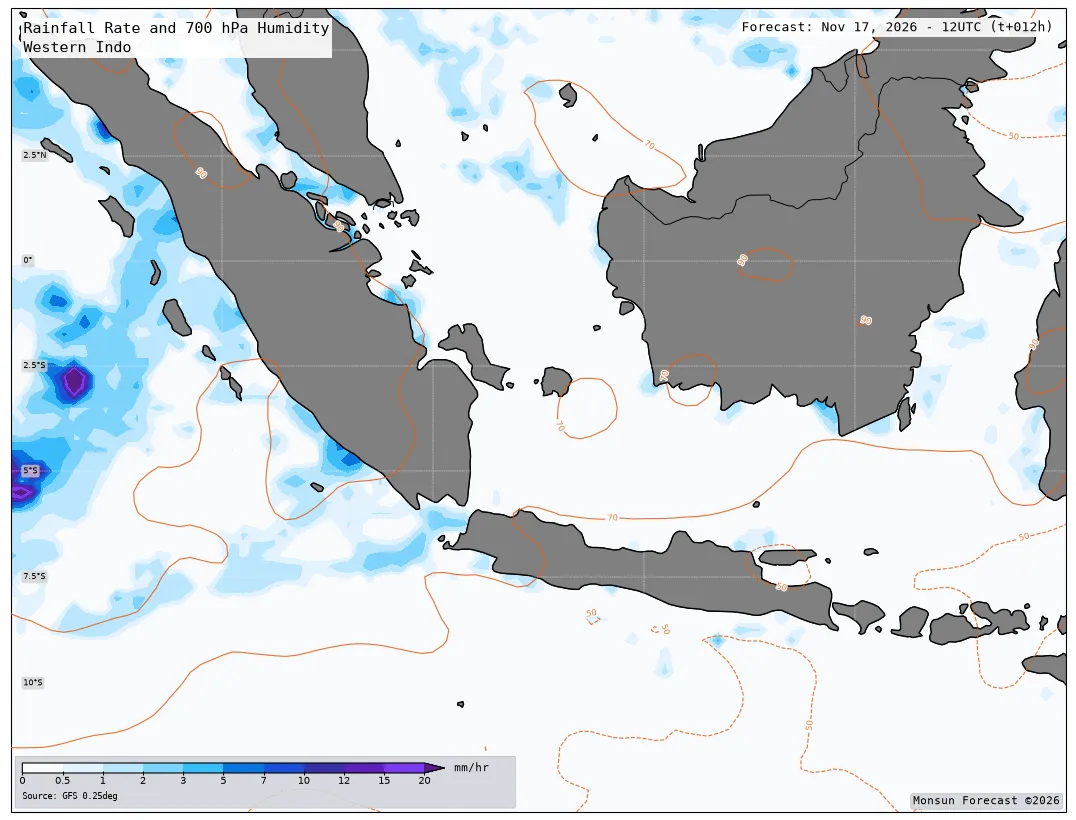 Rainfall Rate and 700 hPa Humidity
Western Indo
Forecast: Nov 17, 2026 - 12UTC (t+012h)
50
70
2.5°N
90
90
0°
90
90
90
2.5°S
70
70
5°S
70
50
7.5°S
50
50
50
10°S
50
0 0.5 1 2 3 5 7 10 12 15 20
mm/hr
Source: GFS 0.25deg
Monsun Forecast ©2026